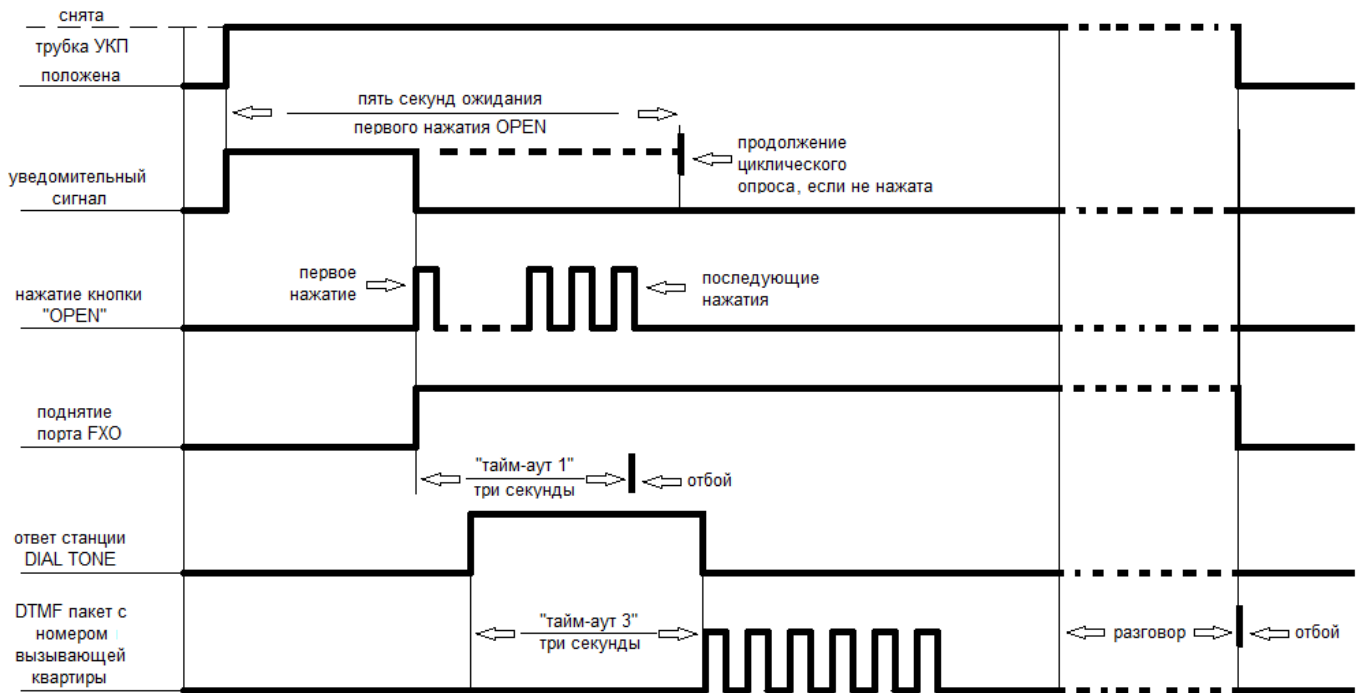 снята
трубка УКП
положена
пять секунд ожидания
первого нажатия OPEN
продолжение
циклического
опроса, если не нажата
уведомительный
сигнал
первое
нажатие
последующие
нажатия
нажатие кнопки
"OPEN"
поднятие
порта FXO
"тайм-аут 1"
три секунды
отбой
ответ станции
DIAL TONE
DTMF пакет с
номером
вызывающей
квартиры
"тайм-аут 3"
три секунды
разговор
отбой